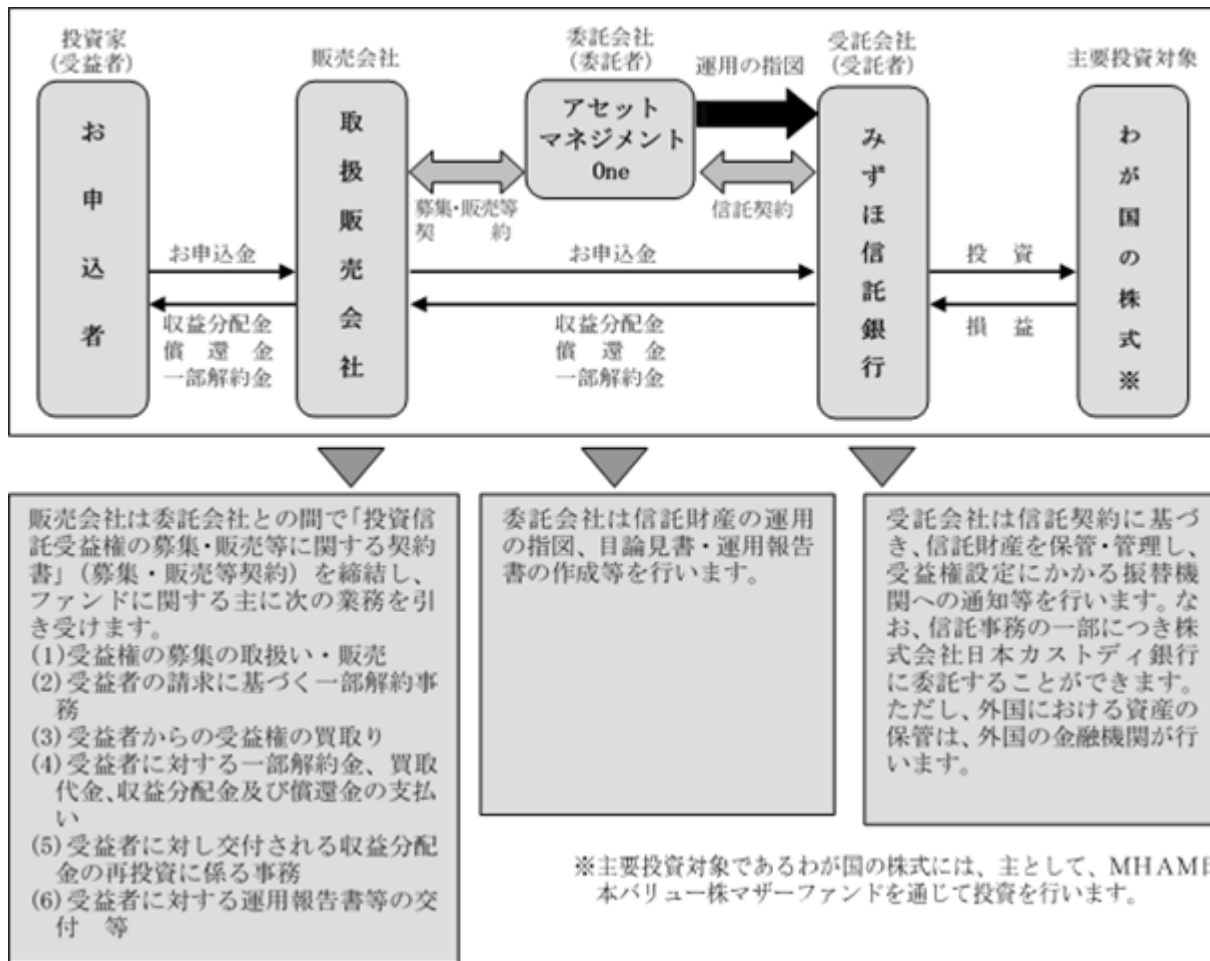 投資家
(受益者)
お申込者
販売会社
取扱販売会社
委託会社
(委託者)
アセット
マネジメント
One
運用の指図
受託会社
(受託者)
みずほ信託銀行
主要投資対象
わが国の株式※
募集・販売等
契　約
信託契約
お申込金
収益分配金
償　還　金
一部解約金
お申込金
収益分配金
償　還　金
一部解約金
投　資
損　益
販売会社は委託会社との間で「投資信
託受益権の募集・販売等に関する契約
書」(募集・販売等契約) を締結し、
ファンドに関する主に次の業務を引
き受けます。
(1)受益権の募集の取扱い・販売
(2)受益者の請求に基づく一部解約事
務
(3)受益者からの受益権の買取り
(4)受益者に対する一部解約金、買取
代金、収益分配金及び償還金の支払
い
(5)受益者に対し交付される収益分配
金の再投資に係る事務
(6)受益者に対する運用報告書等の交
付　等
委託会社は信託財産の運用
の指図、目論見書・運用報告
書の作成等を行います。
受託会社は信託契約に基づ
き、信託財産を保管・管理し、
受益権設定にかかる振替機
関への通知等を行います。な
お、信託事務の一部につき株
式会社日本カストディ銀行
に委託することができます。
ただし、外国における資産の
保管は、外国の金融機関が行
います。
※主要投資対象であるわが国の株式には、主として、MHAM日
本バリュー株マザーファンドを通じて投資を行います。